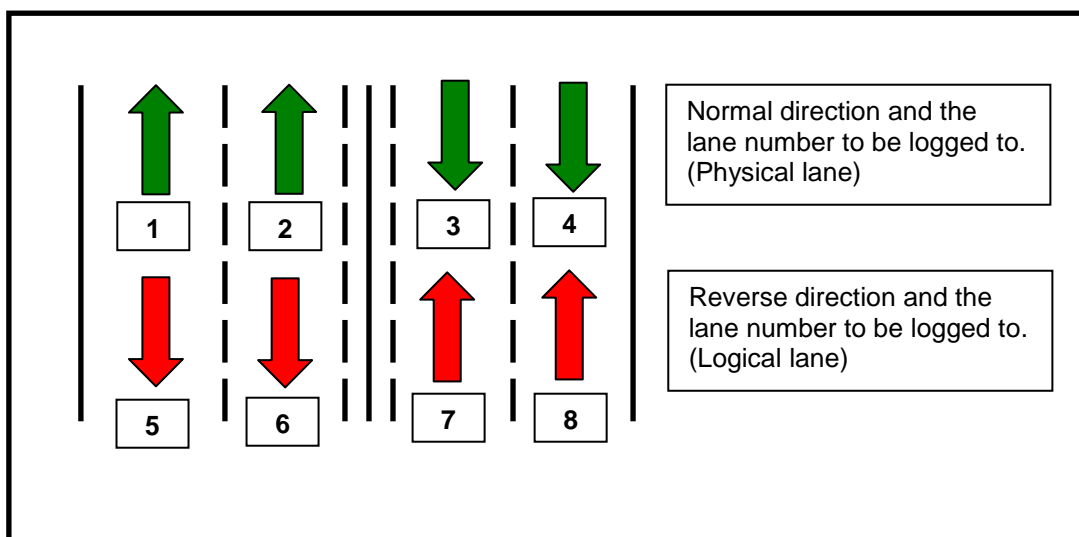 Normal direction and the
lane number to be logged to.
(Physical lane)
1
2
3
4
Reverse direction and the
lane number to be logged to.
(Logical lane)
5
6
7
8